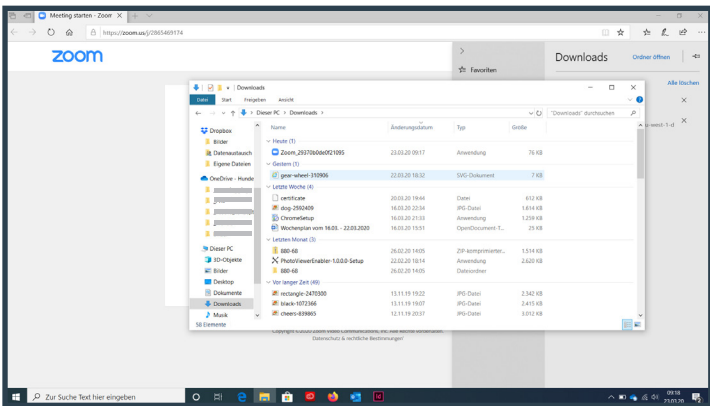 Meeting starten - Zoom
https://zoom.us/j/2865469174
zoom
Favoriten
Downloads
Ordner öffnen
Alle löschen
Downloads
Datei Start Freigeben Ansicht
Dieser PC > Downloads >
"Downloads" durchsuchen
Name Änderungsdatum Typ Größe
Dropbox
Bilder
Datenaustausch
Eigene Dateien
OneDrive - Hunde
Dieser PC
3D-Objekte
Bilder
Desktop
Dokumente
Downloads
Musik
Heute (1)
Zoom_29370b0de0f21095 23.03.20 09:17 Anwendung 76 KB
Gestern (1)
gear-wheel-310906 22.03.20 18:32 SVG-Dokument 7 KB
Letzte Woche (4)
certificate 20.03.20 19:44 Datei 612 KB
dog-2592409 16.03.20 22:34 JPG-Datei 1.614 KB
ChromeSetup 16.03.20 21:33 Anwendung 1.259 KB
Wochenplan vom 16.03. - 22.03.2020 16.03.20 15:51 OpenDocument-T... 25 KB
Letzten Monat (3)
880-68 26.02.20 14:05 ZIP-komprimierter... 1.514 KB
PhotoViewerEnabler-1.0.0.0-Setup 22.02.20 18:14 Anwendung 2.620 KB
880-68 26.02.20 14:05 Dateiordner
Vor langer Zeit (49)
rectangle-2470300 13.11.19 19:22 JPG-Datei 2.342 KB
black-1072366 13.11.19 19:07 JPG-Datei 2.415 KB
cheers-839865 12.11.19 20:37 JPG-Datei 3.012 KB
58 Elemente
Copyright ©2020 Zoom Video Communications, Inc. Alle Rechte vorbehalten.
Datenschutz & rechtliche Bestimmungen
Zur Suche Text hier eingeben
09:18
23.03.20